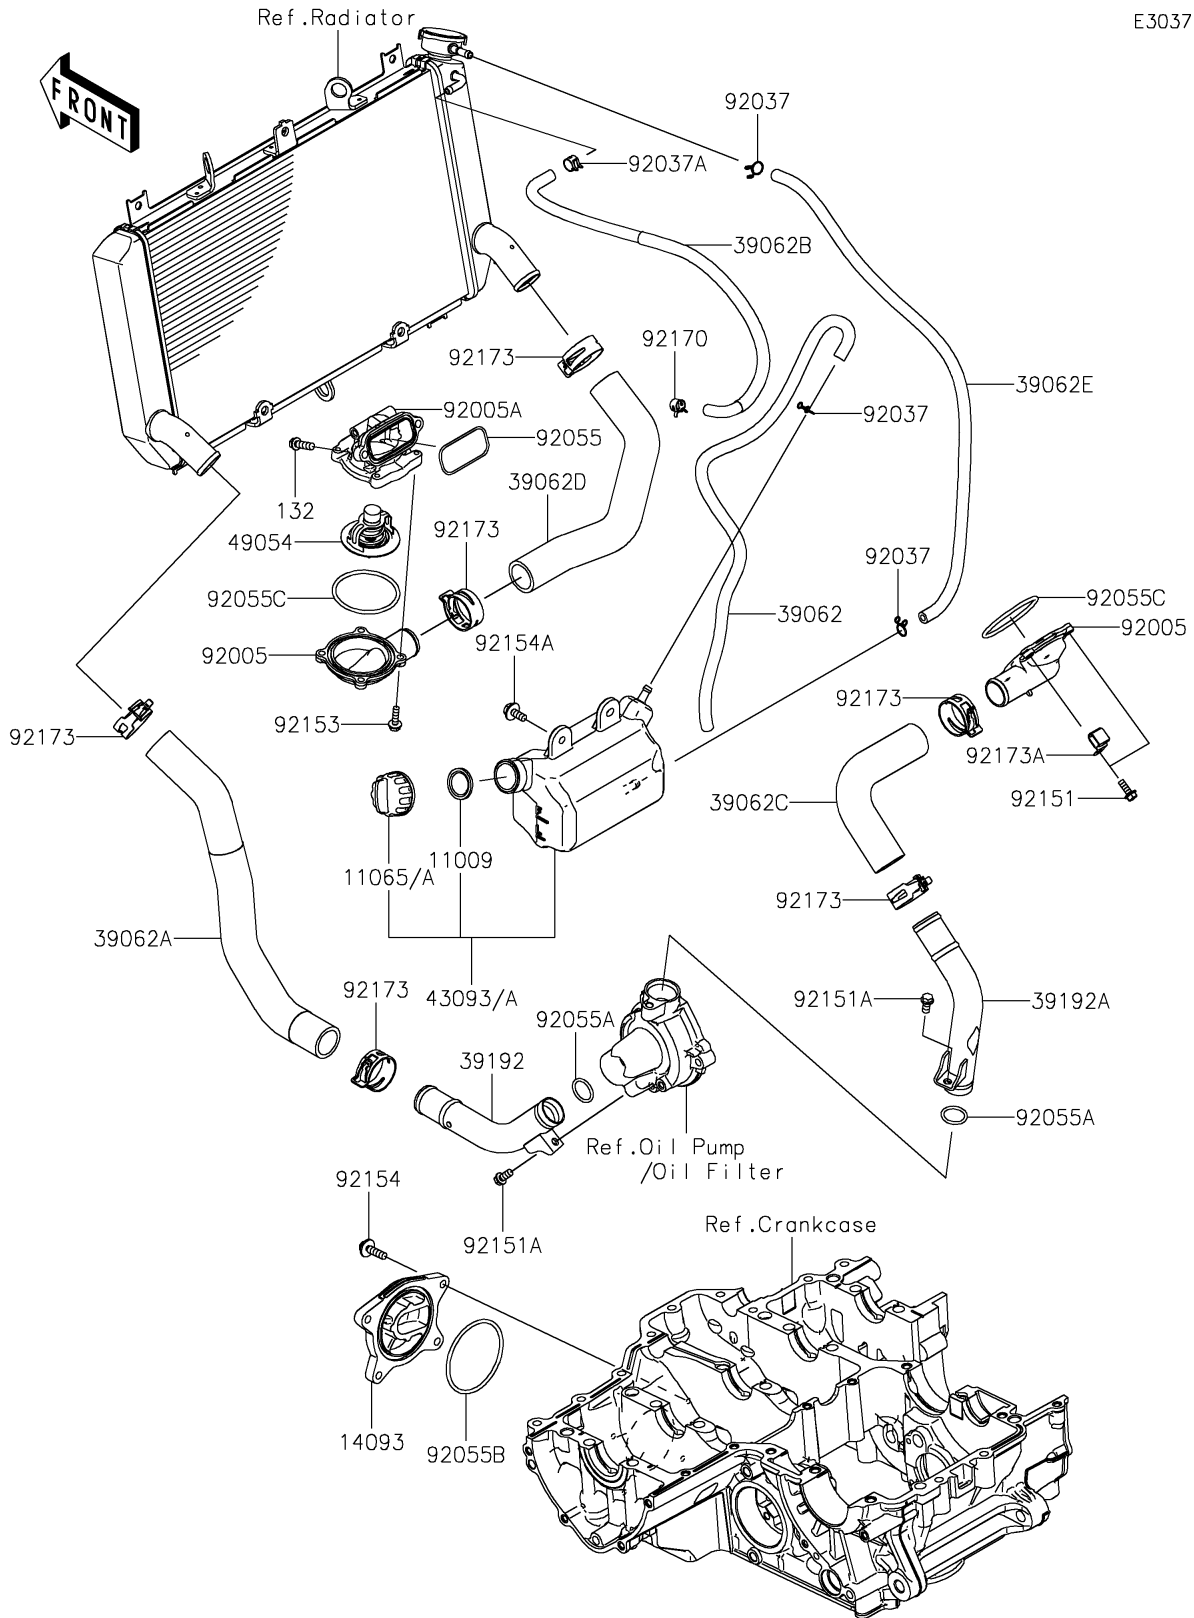 Ref.Radiator
E3037
FRONT
92037
92037A
39062B
92173
92170
39062E
92005A
92037
92055
132
39062D
49054
92173
92037
92055C
92055C
39062
92005
92154A
92005
92173
92153
92173
92173A
39062C
92151
11009
11065/A
92173
39062A
92173
43093/A
92151A
39192A
92055A
39192
92055A
Ref.Oil Pump
/Oil Filter
92154
Ref.Crankcase
92151A
14093
92055B